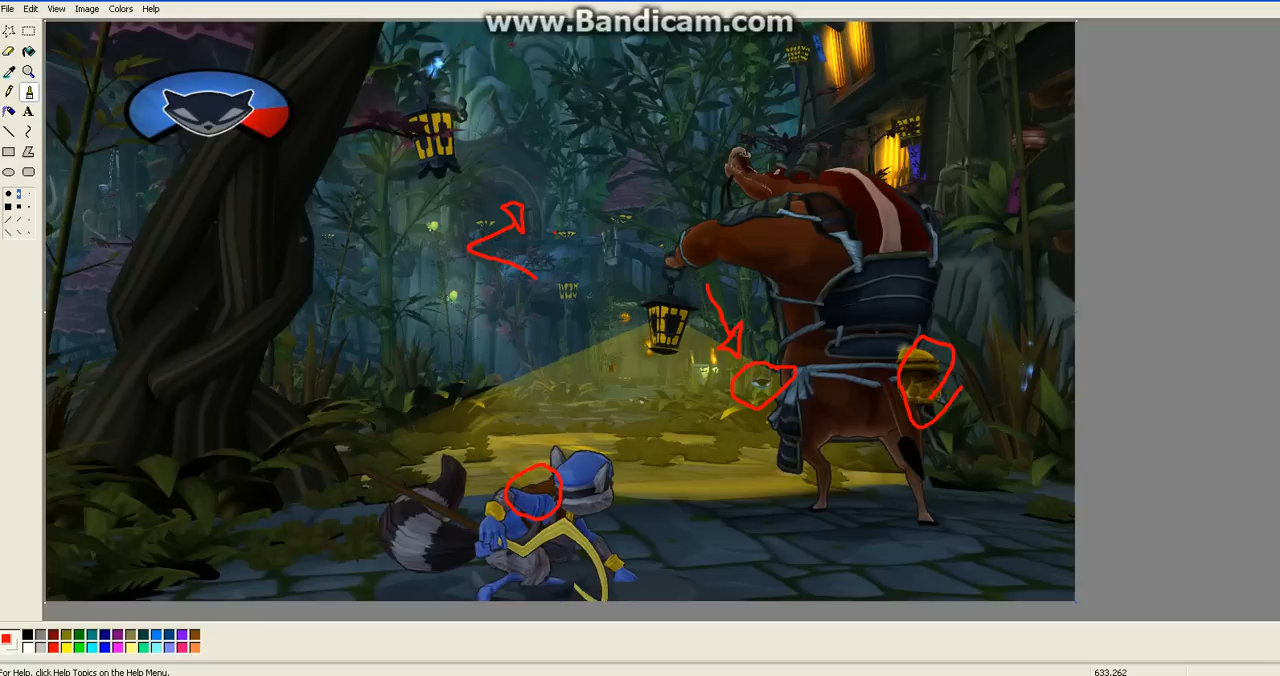 www.Bandicam.com
File Edit View Image Colors Help
A
For Help, click Help Topics on the Help Menu.
633,262